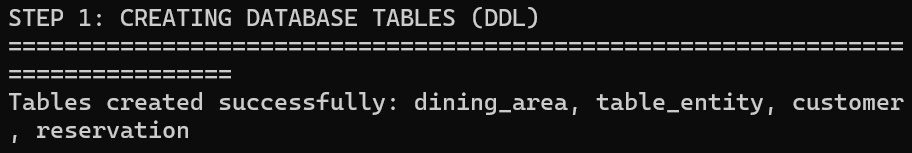 STEP 1: CREATING DATABASE TABLES (DDL)
================================================================
================
Tables created successfully: dining_area, table_entity, customer
, reservation